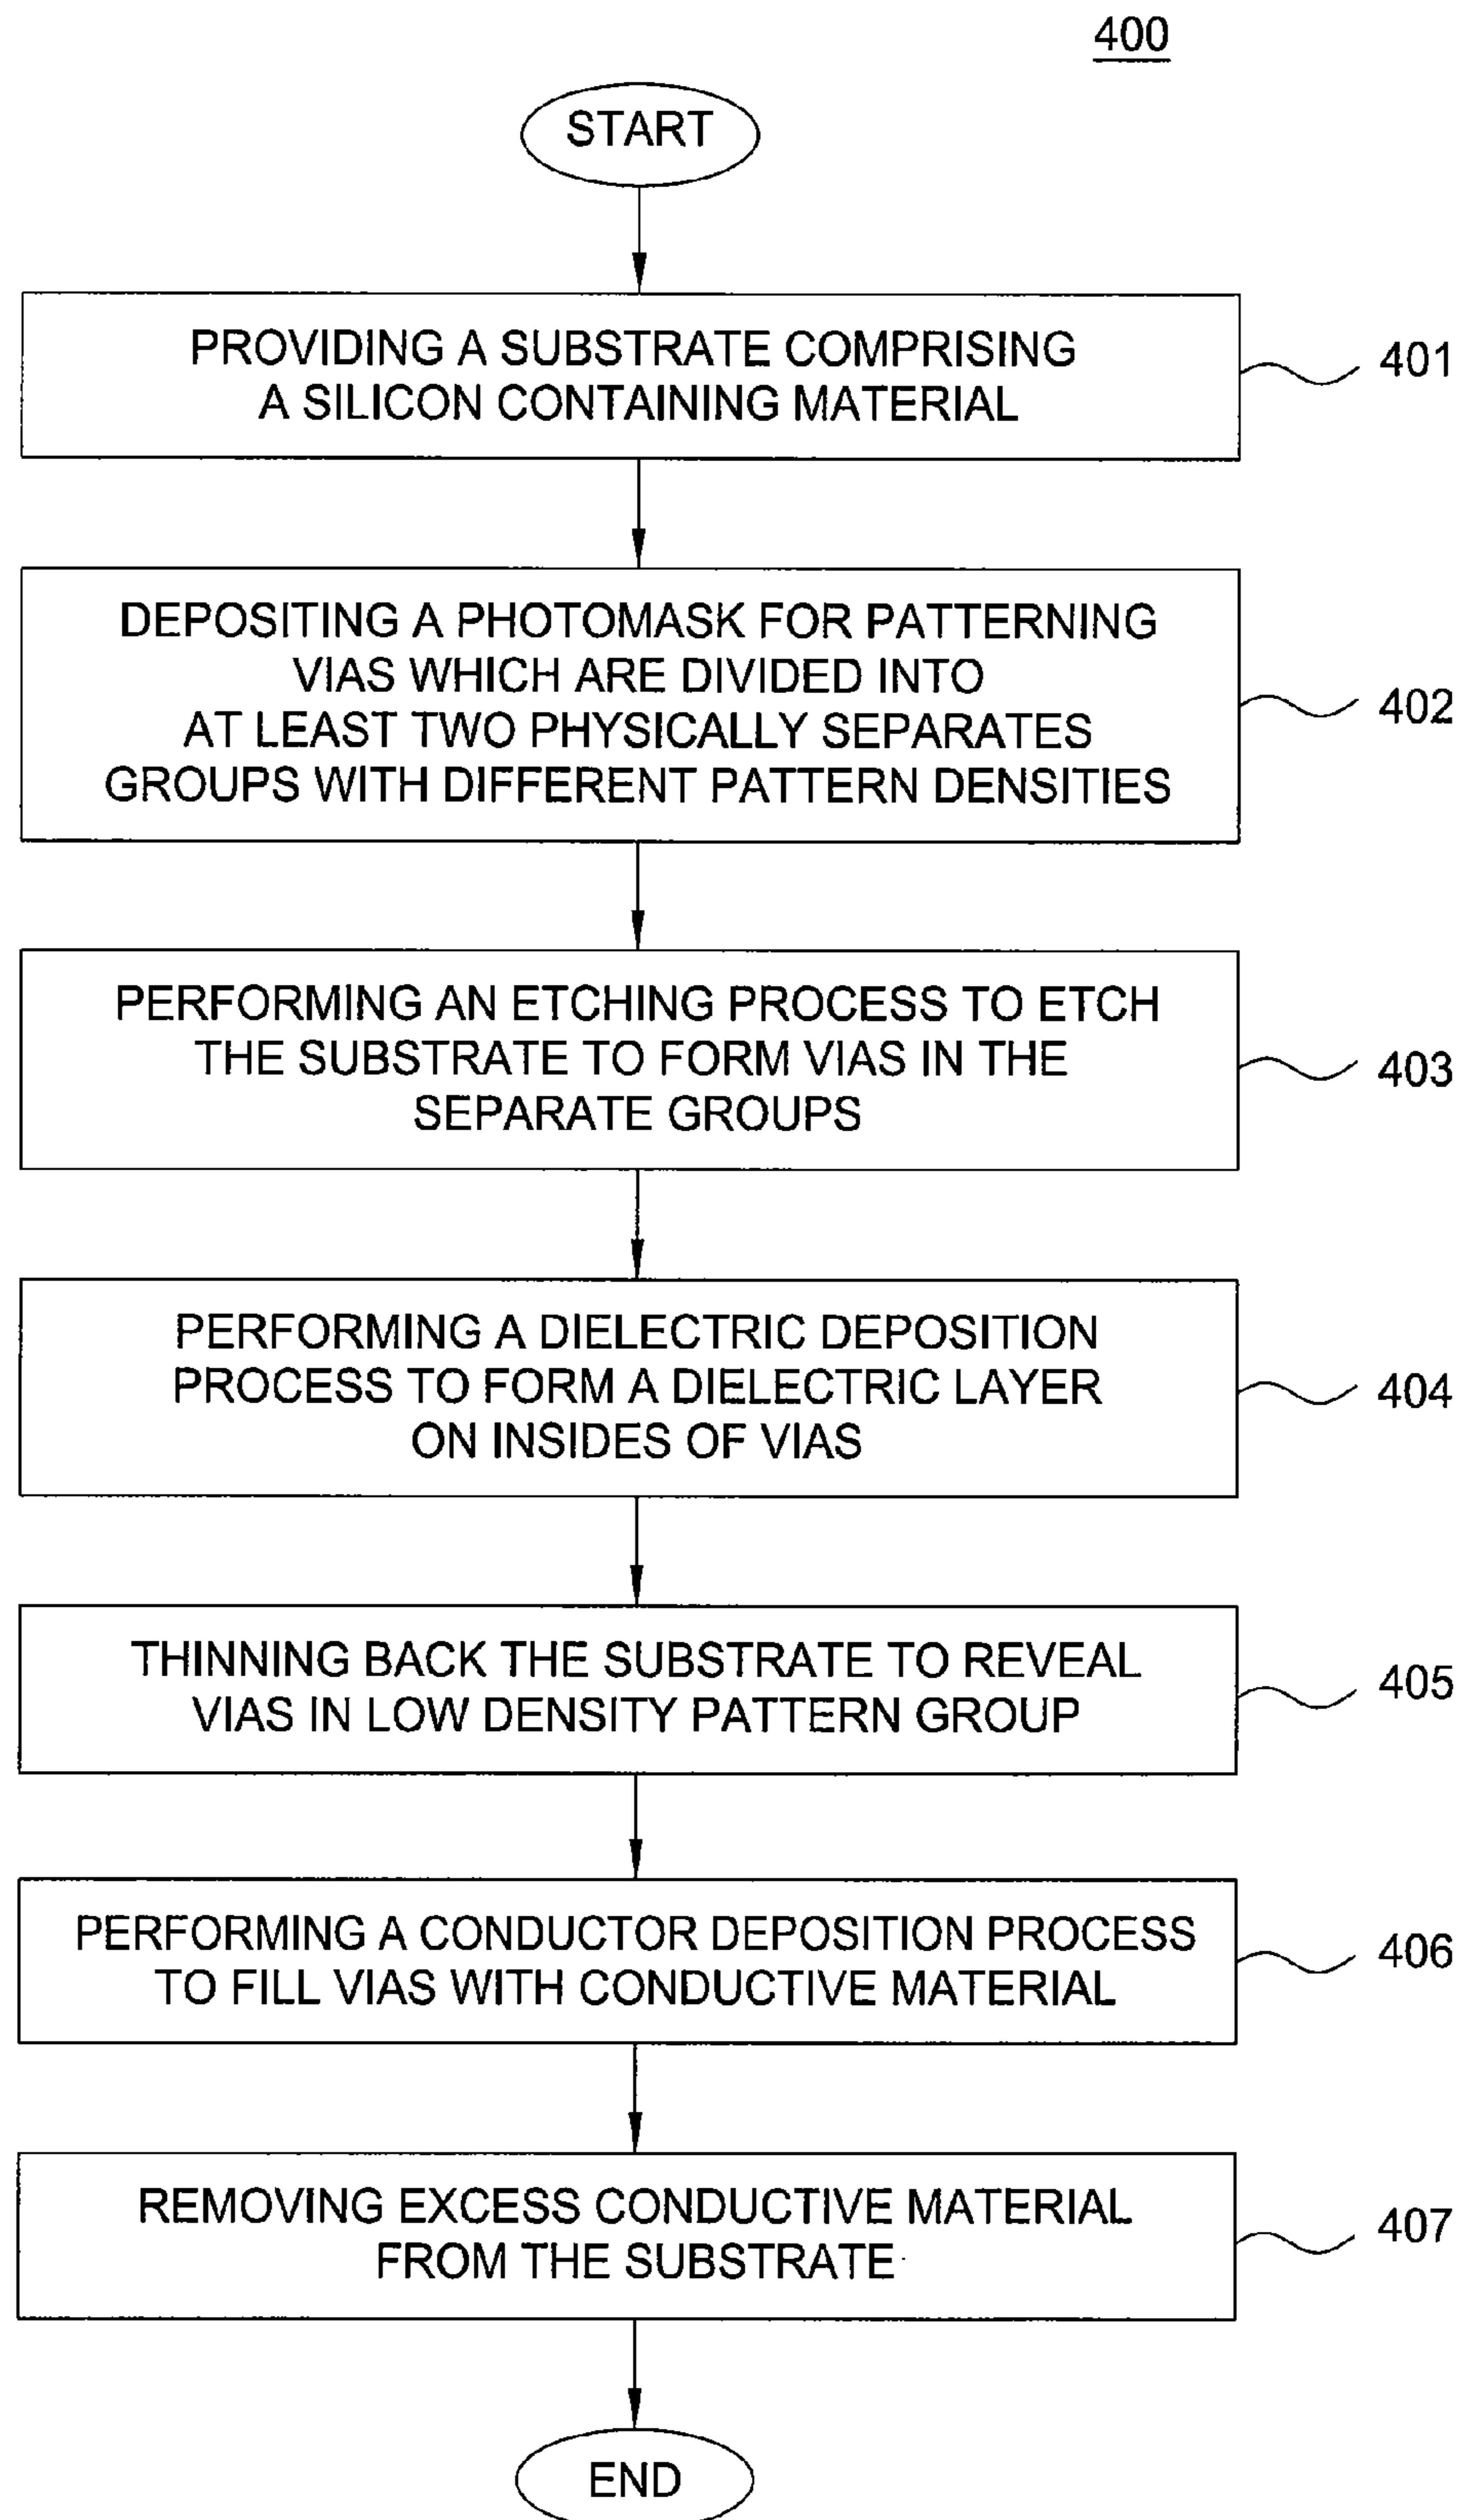 400
START
PROVIDING A SUBSTRATE COMPRISING
A SILICON CONTAINING MATERIAL
401
DEPOSITING A PHOTOMASK FOR PATTERNING
VIAS WHICH ARE DIVIDED INTO
AT LEAST TWO PHYSICALLY SEPARATES
GROUPS WITH DIFFERENT PATTERN DENSITIES
402
PERFORMING AN ETCHING PROCESS TO ETCH
THE SUBSTRATE TO FORM VIAS IN THE
SEPARATE GROUPS
403
PERFORMING A DIELECTRIC DEPOSITION
PROCESS TO FORM A DIELECTRIC LAYER
ON INSIDES OF VIAS
404
THINNING BACK THE SUBSTRATE TO REVEAL
VIAS IN LOW DENSITY PATTERN GROUP
405
PERFORMING A CONDUCTOR DEPOSITION PROCESS
TO FILL VIAS WITH CONDUCTIVE MATERIAL
406
REMOVING EXCESS CONDUCTIVE MATERIAL
FROM THE SUBSTRATE
407
END